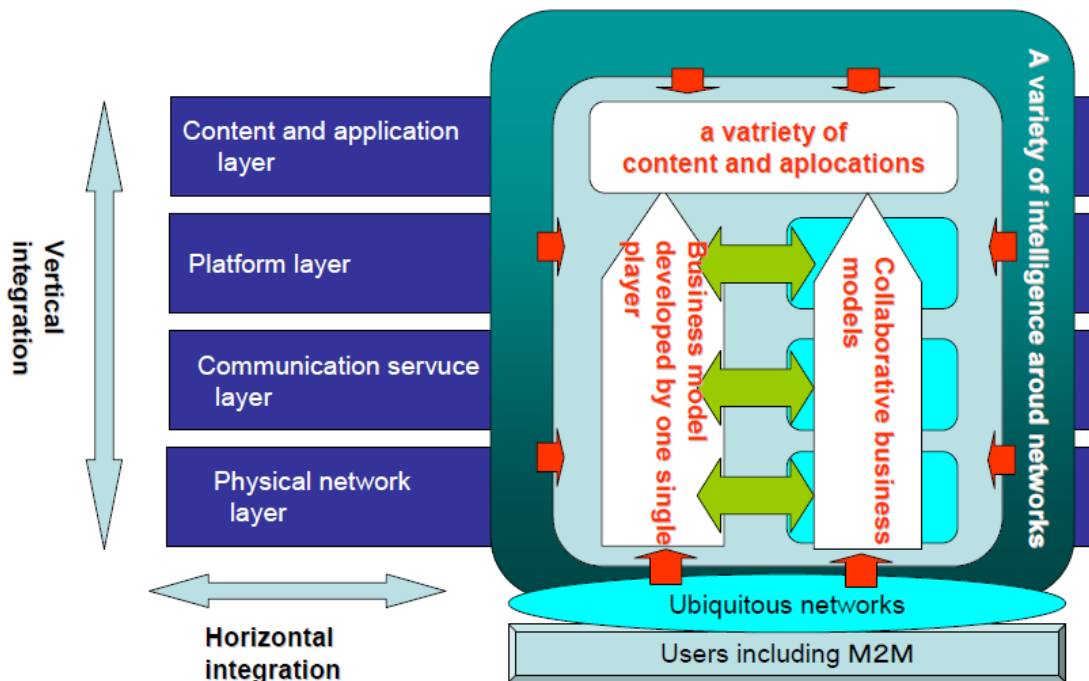 Content and application
layer
Platform layer
Communication servuce
layer
Physical network
layer
Vertical
integration
Horizontal
integration
a vatriety of
content and aplocations
Business model
developed by one single
player
Collaborative business
models
A variety of intelligence aroud networks
Ubiquitous networks
Users including M2M